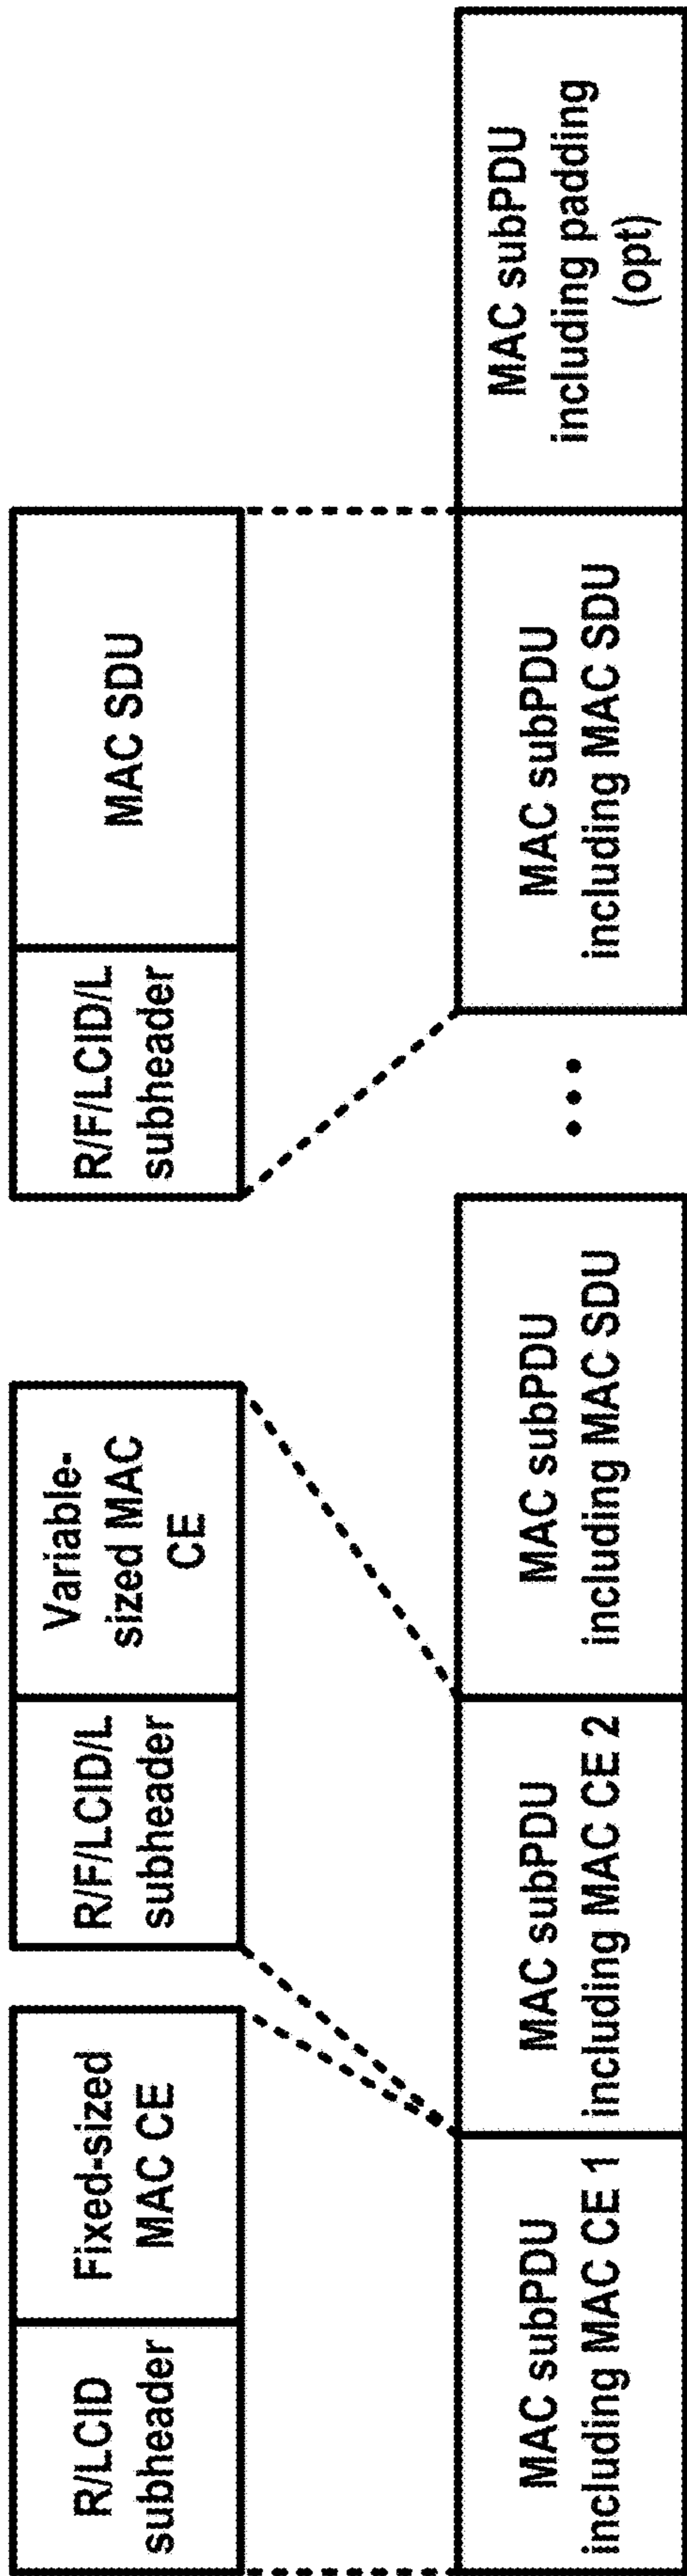 R/LCID
subheader
Fixed-sized
MAC CE
R/F/LCID/L
subheader
Variable-
sized MAC
CE
R/F/LCID/L
subheader
MAC SDU
MAC subPDU
including MAC CE 1
MAC subPDU
including MAC CE 2
MAC subPDU
including MAC SDU
•••
MAC subPDU
including MAC SDU
MAC subPDU
including padding
(opt)